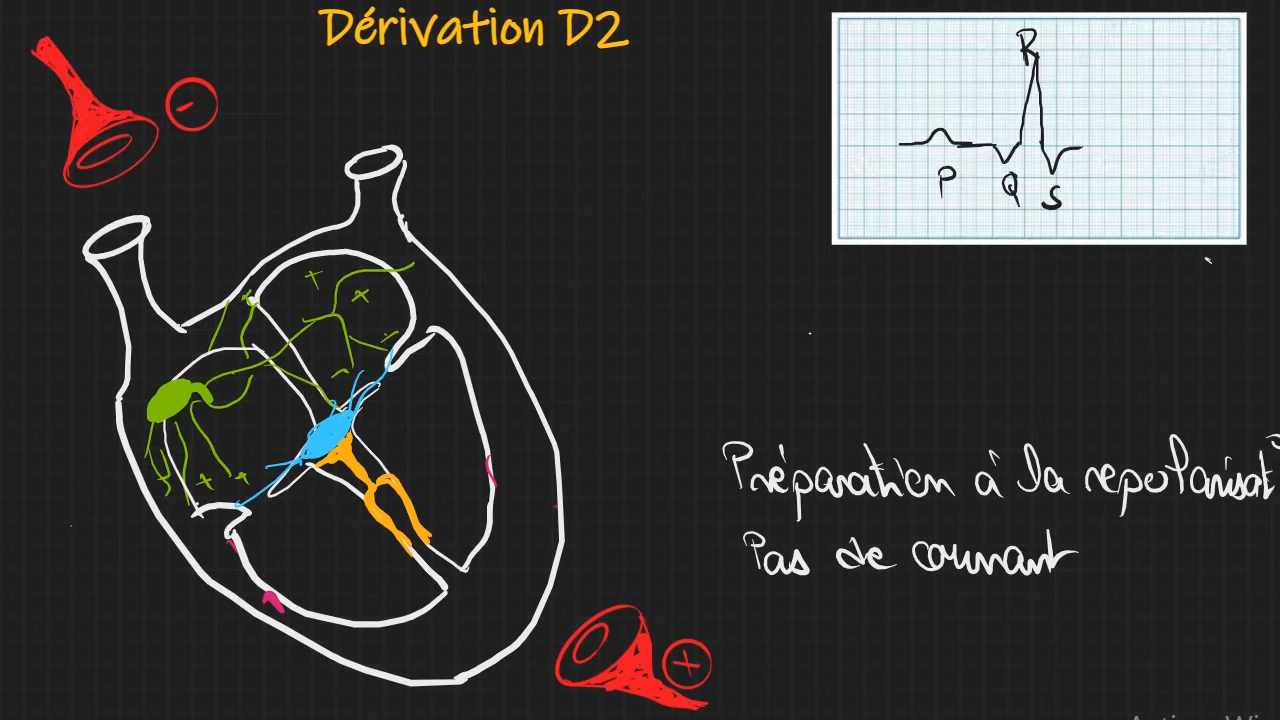 Dérivation D2
-
R
P
Q
S
Préparation à la repolarisat°
Pas de courant
+